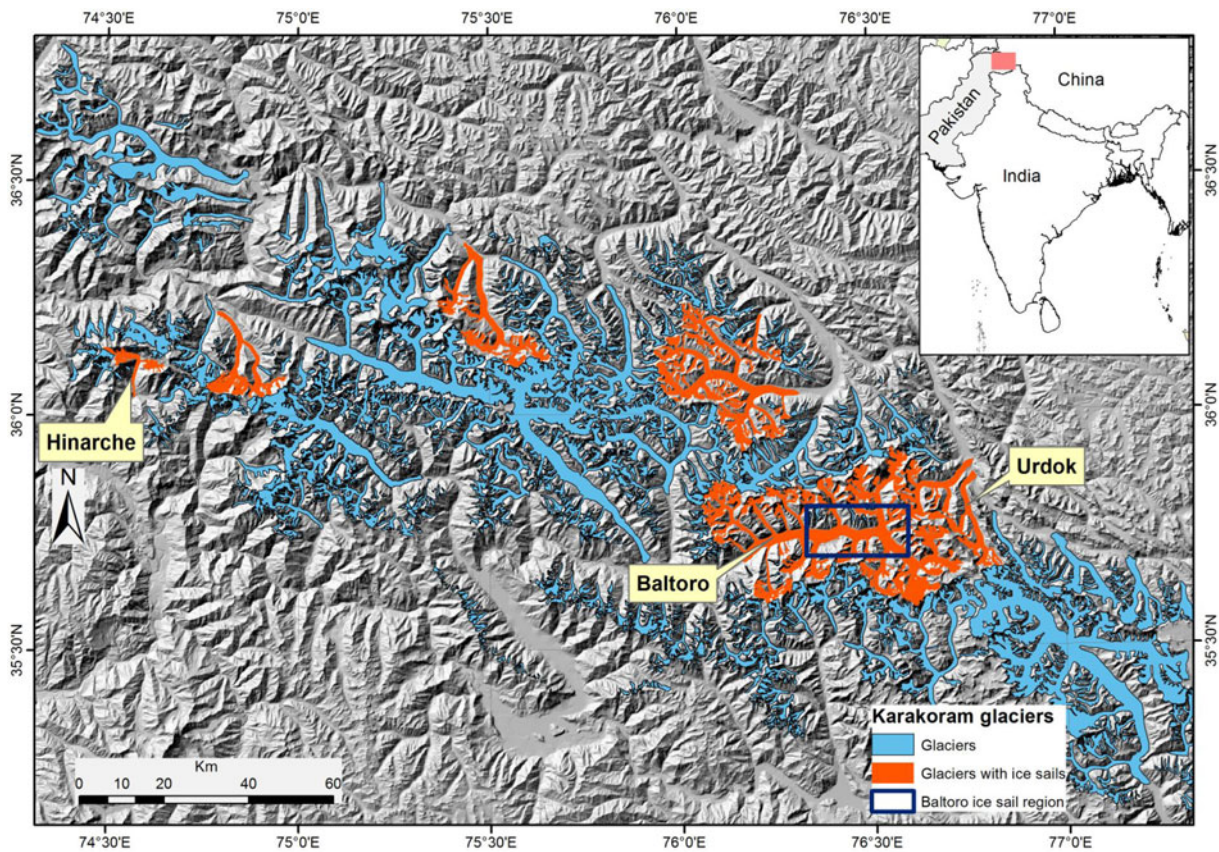 74°30'E
75°0'E
75°30'E
76°0'E
76°30'E
77°0'E
36°30'N
36°0'N
35°30'N
36°30'N
36°0'N
35°30'N
China
Pakistan
India
Hinarche
Urdok
Baltoro
N
Km
0 10 20 40 60
Karakoram glaciers
Glaciers
Glaciers with ice sails
Baltoro ice sail region
74°30'E
75°0'E
75°30'E
76°0'E
76°30'E
77°0'E